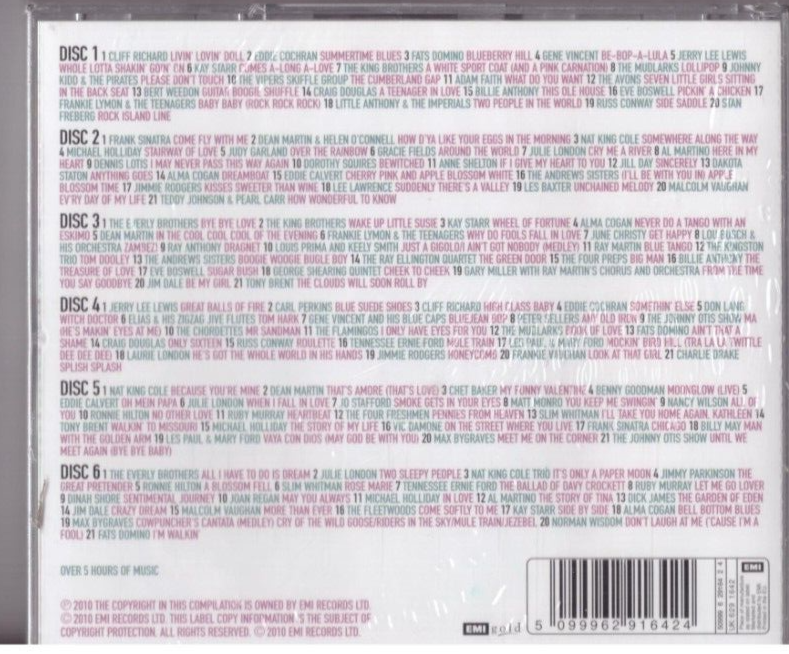 DISC 1 1 CLIFF RICHARD LIVIN' LOVIN' DOLL 2 EDDIE COCHRAN SUMMERTIME BLUES 3 FATS DOMINO BLUEBERRY HILL 4 GENE VINCENT BE-BOP-A-LULA 5 JERRY LEE LEWIS
WHOLE LOTTA SHAKIN' GO'N' ON 6 KAY STARR COMES A-LONG A-LOVE 7 THE KING BROTHERS A WHITE SPORT COAT (AND A PINK CARNATION) 8 THE MUDLARKS LOLLIPOP 9 JOHNNY
KIDD & THE PIRATES PLEASE DON'T TOUCH 10 THE VIPERS SKIFFLE GROUP THE CUMBERLAND GAP 11 ADAM FAITH WHAT DO YOU WANT 12 THE AVONS SEVEN LITTLE GIRLS SITTING
IN THE BACK SEAT 13 BERT WEEDON GUITAR BOOGIE SHUFFLE 14 CRAIG DOUGLAS A TEENAGER IN LOVE 15 BILLIE ANTHONY THIS OLE HOUSE 16 EVE BOSWELL PICKIN' A CHICKEN 17
FRANKIE LYMON & THE TEENAGERS BABY BABY (ROCK ROCK ROCK) 18 LITTLE ANTHONY & THE IMPERIALS TWO PEOPLE IN THE WORLD 19 RUSS CONWAY SIDE SADDLE 20 STAN
FREBERG ROCK ISLAND LINE
DISC 2 1 FRANK SINATRA COME FLY WITH ME 2 DEAN MARTIN & HELEN O'CONNELL HOW D'YA LIKE YOUR EGGS IN THE MORNING 3 NAT KING COLE SOMEWHERE ALONG THE WAY
4 MICHAEL HOLLIDAY STAIRWAY OF LOVE 5 JUDY GARLAND OVER THE RAINBOW 6 GRACIE FIELDS AROUND THE WORLD 7 JULIE LONDON CRY ME A RIVER 8 AL MARTINO HERE IN MY
HEART 9 DENNIS LOTIS I MAY NEVER PASS THIS WAY AGAIN 10 DOROTHY SQUIRES BEWITCHED 11 ANNE SHELTON IF I GIVE MY HEART TO YOU 12 JILL DAY SINCERELY 13 DAKOTA
STATON ANYTHING GOES 14 ALMA COGAN DREAMBOAT 15 EDDIE CALVERT CHERRY PINK AND APPLE BLOSSOM WHITE 16 THE ANDREWS SISTERS (I'LL BE WITH YOU IN) APPLE
BLOSSOM TIME 17 JIMMIE RODGERS KISSES SWEETER THAN WINE 18 LEE LAWRENCE SUDDENLY THERE'S A VALLEY 19 LES BAXTER UNCHAINED MELODY 20 MALCOLM VAUGHAN
EV'RY DAY OF MY LIFE 21 TEDDY JOHNSON & PEARL CARR HOW WONDERFUL TO KNOW
DISC 3 1 THE EVERLY BROTHERS BYE BYE LOVE 2 THE KING BROTHERS WAKE UP LITTLE SUSIE 3 KAY STARR WHEEL OF FORTUNE 4 ALMA COGAN NEVER DO A TANGO WITH AN
ESKIMO 5 DEAN MARTIN IN THE COOL COOL COOL OF THE EVENING 6 FRANKIE LYMON & THE TEENAGERS WHY DO FOOLS FALL IN LOVE 7 JUNE CHRISTY GET HAPPY 8 LOU BUSCH &
HIS ORCHESTRA ZAMBEZI 9 RAY ANTHONY DRAGNET 10 LOUIS PRIMA AND KEELY SMITH JUST A GIGOLO/I AIN'T GOT NOBODY (MEDLEY) 11 RAY MARTIN BLUE TANGO 12 THE KINGSTON
TRIO TOM DOOLEY 13 THE ANDREWS SISTERS BOOGIE WOOGIE BUGLE BOY 14 THE RAY ELLINGTON QUARTET THE GREEN DOOR 15 THE FOUR PREPS BIG MAN 16 BILLIE ANTHONY THE
TREASURE OF LOVE 17 EVE BOSWELL SUGAR BUSH 18 GEORGE SHEARING QUINTET CHEEK TO CHEEK 19 GARY MILLER WITH RAY MARTIN'S CHORUS AND ORCHESTRA FROM THE TIME
YOU SAY GOODBYE 20 JIM DALE BE MY GIRL 21 TONY BRENT THE CLOUDS WILL SOON ROLL BY
DISC 4 1 JERRY LEE LEWIS GREAT BALLS OF FIRE 2 CARL PERKINS BLUE SUEDE SHOES 3 CLIFF RICHARD HIGH CLASS BABY 4 EDDIE COCHRAN SOMETHIN' ELSE 5 DON LANG
WITCH DOCTOR 6 ELIAS & HIS ZIGZAG JIVE FLUTES TOM HARK 7 GENE VINCENT AND HIS BLUE CAPS BLUEJEAN BOP 8 PETER SELLERS ANY OLD IRON 9 THE JOHNNY OTIS SHOW MA
(HE'S MAKIN' EYES AT ME) 10 THE CHORDETTES MR SANDMAN 11 THE FLAMINGOS I ONLY HAVE EYES FOR YOU 12 THE MUDLARKS BOOK OF LOVE 13 FATS DOMINO AIN'T THAT A
SHAME 14 CRAIG DOUGLAS ONLY SIXTEEN 15 RUSS CONWAY ROULETTE 16 TENNESSEE ERNIE FORD MULE TRAIN 17 LES PAUL & MARY FORD MOCKIN' BIRD HILL (TRA LA LA TWITTLE
DEE DEE DEE) 18 LAURIE LONDON HE'S GOT THE WHOLE WORLD IN HIS HANDS 19 JIMMIE RODGERS HONEYCOMB 20 FRANKIE VAUGHAN LOOK AT THAT GIRL 21 CHARLIE DRAKE
SPLISH SPLASH
DISC 5 1 NAT KING COLE BECAUSE YOU'RE MINE 2 DEAN MARTIN THAT'S AMORE (THAT'S LOVE) 3 CHET BAKER MY FUNNY VALENTINE 4 BENNY GOODMAN MOONGLOW (LIVE) 5
EDDIE CALVERT OH MEIN PAPA 6 JULIE LONDON WHEN I FALL IN LOVE 7 JO STAFFORD SMOKE GETS IN YOUR EYES 8 MATT MONRO YOU KEEP ME SWINGIN' 9 NANCY WILSON ALL OF
YOU 10 RONNIE HILTON NO OTHER LOVE 11 RUBY MURRAY HEARTBEAT 12 THE FOUR FRESHMEN PENNIES FROM HEAVEN 13 SLIM WHITMAN I'LL TAKE YOU HOME AGAIN, KATHLEEN 14
TONY BRENT WALKIN' TO MISSOURI 15 MICHAEL HOLLIDAY THE STORY OF MY LIFE 16 VIC DAMONE ON THE STREET WHERE YOU LIVE 17 FRANK SINATRA CHICAGO 18 BILLY MAY MAN
WITH THE GOLDEN ARM 19 LES PAUL & MARY FORD VAYA CON DIOS (MAY GOD BE WITH YOU) 20 MAX BYGRAVES MEET ME ON THE CORNER 21 THE JOHNNY OTIS SHOW UNTIL WE
MEET AGAIN (BYE BYE BABY)
DISC 6 1 THE EVERLY BROTHERS ALL I HAVE TO DO IS DREAM 2 JULIE LONDON TWO SLEEPY PEOPLE 3 NAT KING COLE TRIO IT'S ONLY A PAPER MOON 4 JIMMY PARKINSON THE
GREAT PRETENDER 5 RONNIE HILTON A BLOSSOM FELL 6 SLIM WHITMAN ROSE MARIE 7 TENNESSEE ERNIE FORD THE BALLAD OF DAVY CROCKETT 8 RUBY MURRAY LET ME GO LOVER
9 DINAH SHORE SENTIMENTAL JOURNEY 10 JOAN REGAN MAY YOU ALWAYS 11 MICHAEL HOLLIDAY IN LOVE 12 AL MARTINO THE STORY OF TINA 13 DICK JAMES THE GARDEN OF EDEN
14 JIM DALE CRAZY DREAM 15 MALCOLM VAUGHAN MORE THAN EVER 16 THE FLEETWOODS COME SOFTLY TO ME 17 KAY STARR SIDE BY SIDE 18 ALMA COGAN BELL BOTTOM BLUES
19 MAX BYGRAVES COWPUNCHER'S CANTATA (MEDLEY) CRY OF THE WILD GOOSE/RIDERS IN THE SKY/MULE TRAIN/JEZEBEL 20 NORMAN WISDOM DON'T LAUGH AT ME ('CAUSE I'M A
FOOL) 21 FATS DOMINO I'M WALKIN'
OVER 5 HOURS OF MUSIC
℗ 2010 THE COPYRIGHT IN THIS COMPILATION IS OWNED BY EMI RECORDS LTD.
© 2010 EMI RECORDS LTD. THIS LABEL COPY INFORMATION IS THE SUBJECT OF
COPYRIGHT PROTECTION. ALL RIGHTS RESERVED. © 2010 EMI RECORDS LTD.
EMI gold
5 099962 916424
EMI